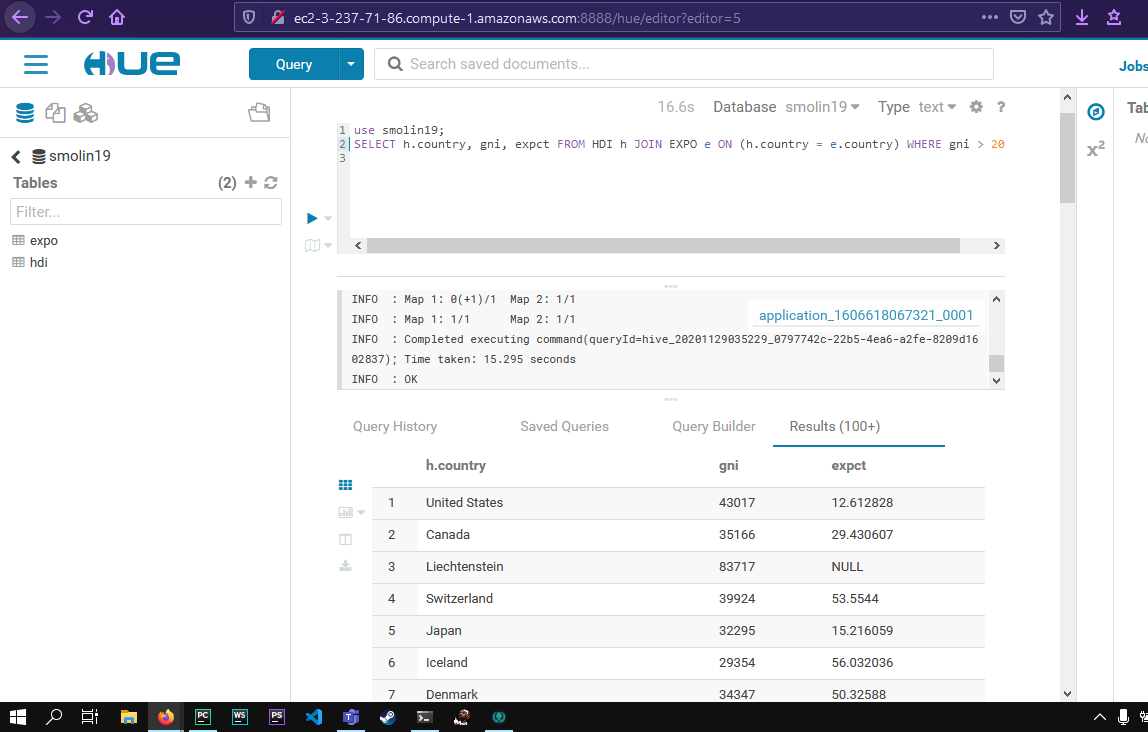 ec2-3-237-71-86.compute-1.amazonaws.com:8888/hue/editor?editor=5
HUE
Query
Search saved documents...
Jobs
16.6s Database smolin19 Type text ?
Tab
smolin19
Tables (2)
Filter...
expo
hdi
1 use smolin19;
2 SELECT h.country, gni, expct FROM HDI h JOIN EXPO e ON (h.country = e.country) WHERE gni > 20
3
x²
INFO : Map 1: 0(+1)/1 Map 2: 1/1
INFO : Map 1: 1/1 Map 2: 1/1
application_1606618067321_0001
INFO : Completed executing command(queryId=hive_20201129035229_0797742c-22b5-4ea6-a2fe-8209d16
02837); Time taken: 15.295 seconds
INFO : OK
Query History Saved Queries Query Builder Results (100+)
h.country gni expct
1 United States 43017 12.612828
2 Canada 35166 29.430607
3 Liechtenstein 83717 NULL
4 Switzerland 39924 53.5544
5 Japan 32295 15.216059
6 Iceland 29354 56.032036
7 Denmark 34347 50.32588
PC WS PS